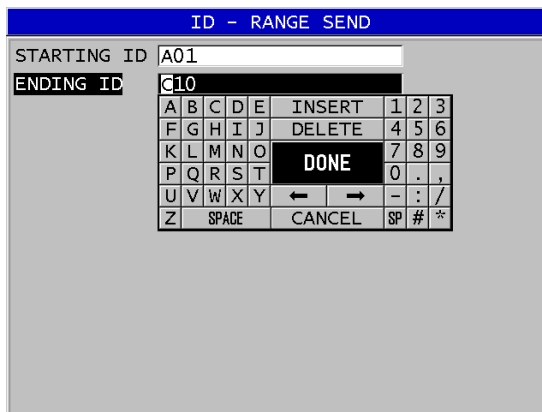 ID - RANGE SEND
STARTING ID A01
ENDING ID C10
A B C D E INSERT 1 2 3
F G H I J DELETE 4 5 6
K L M N O DONE 7 8 9
P Q R S T 0 . ,
U V W X Y ← → - : /
Z SPACE CANCEL SP # *